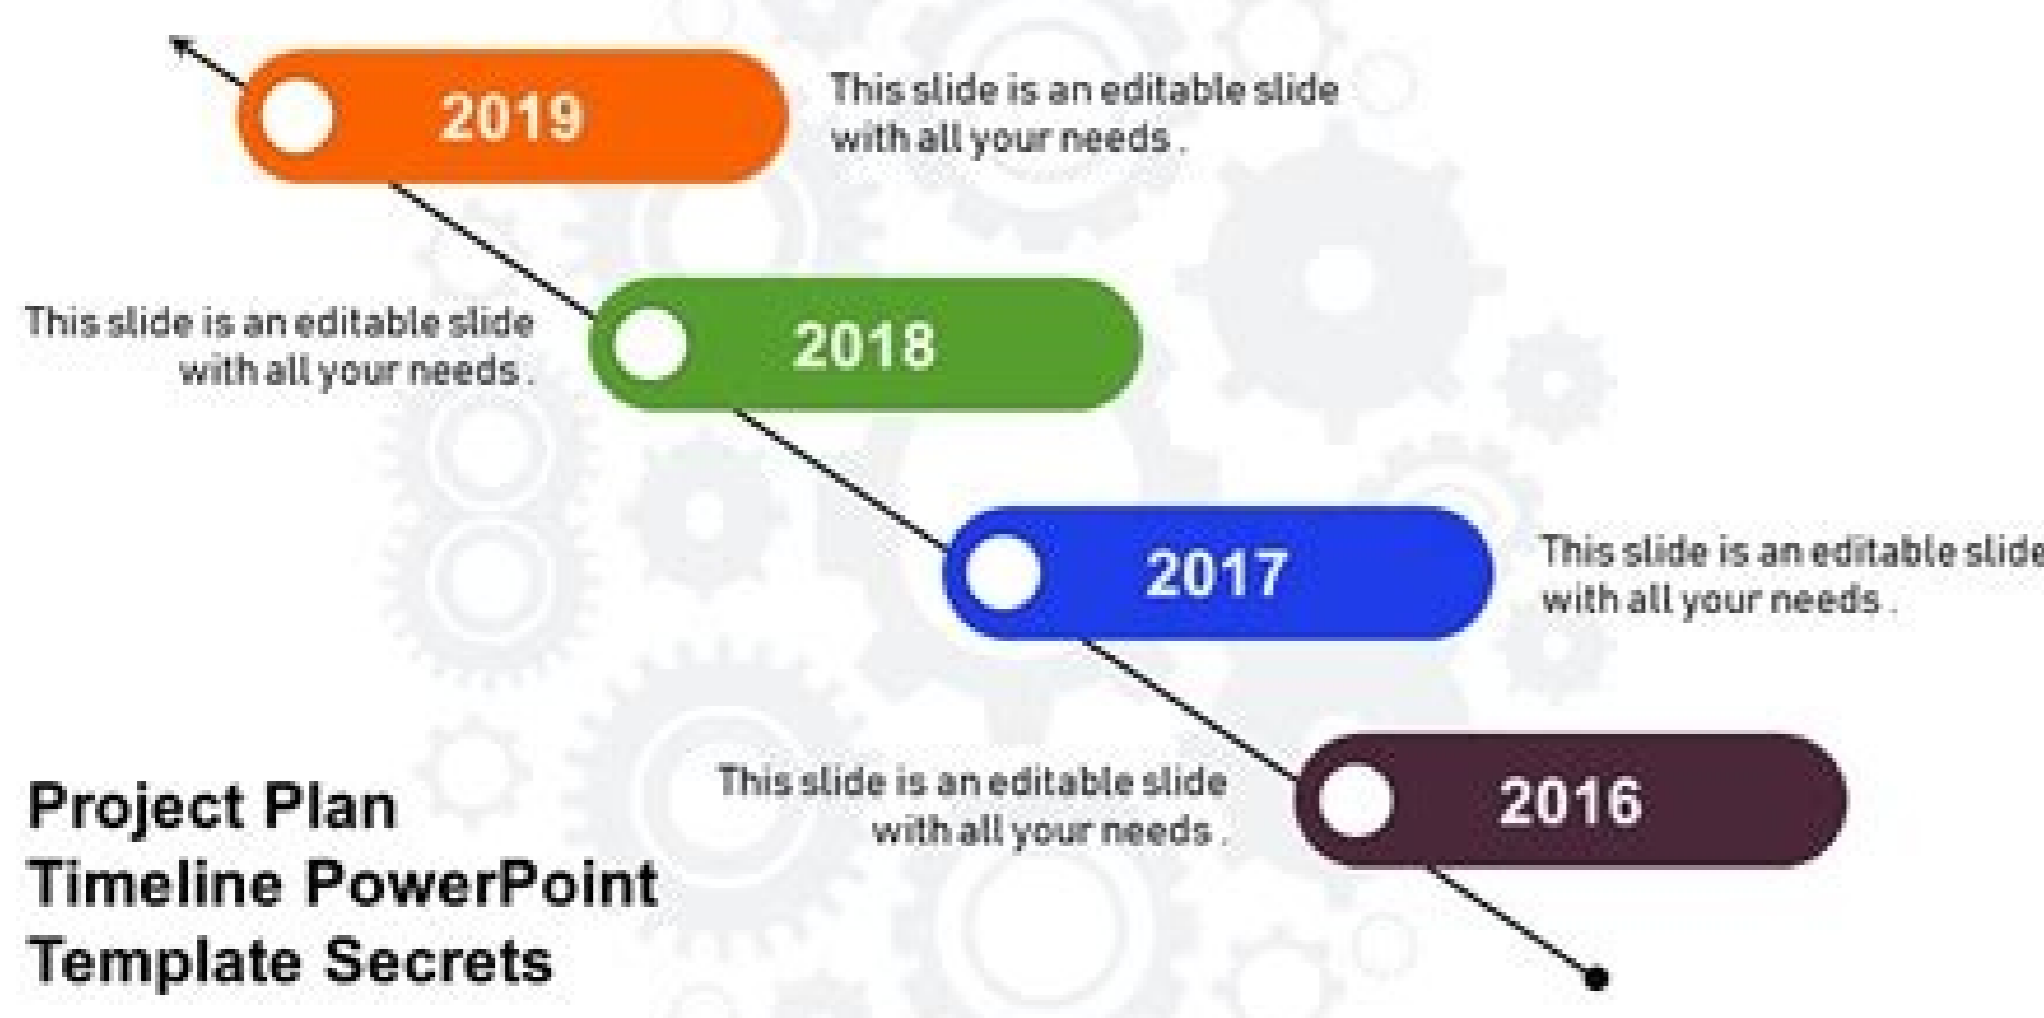 2019
This slide is an editable slide
with all your needs .
2018
This slide is an editable slide
with all your needs .
2017
This slide is an editable slide
with all your needs .
2016
This slide is an editable slide
with all your needs .
Project Plan
Timeline PowerPoint
Template Secrets